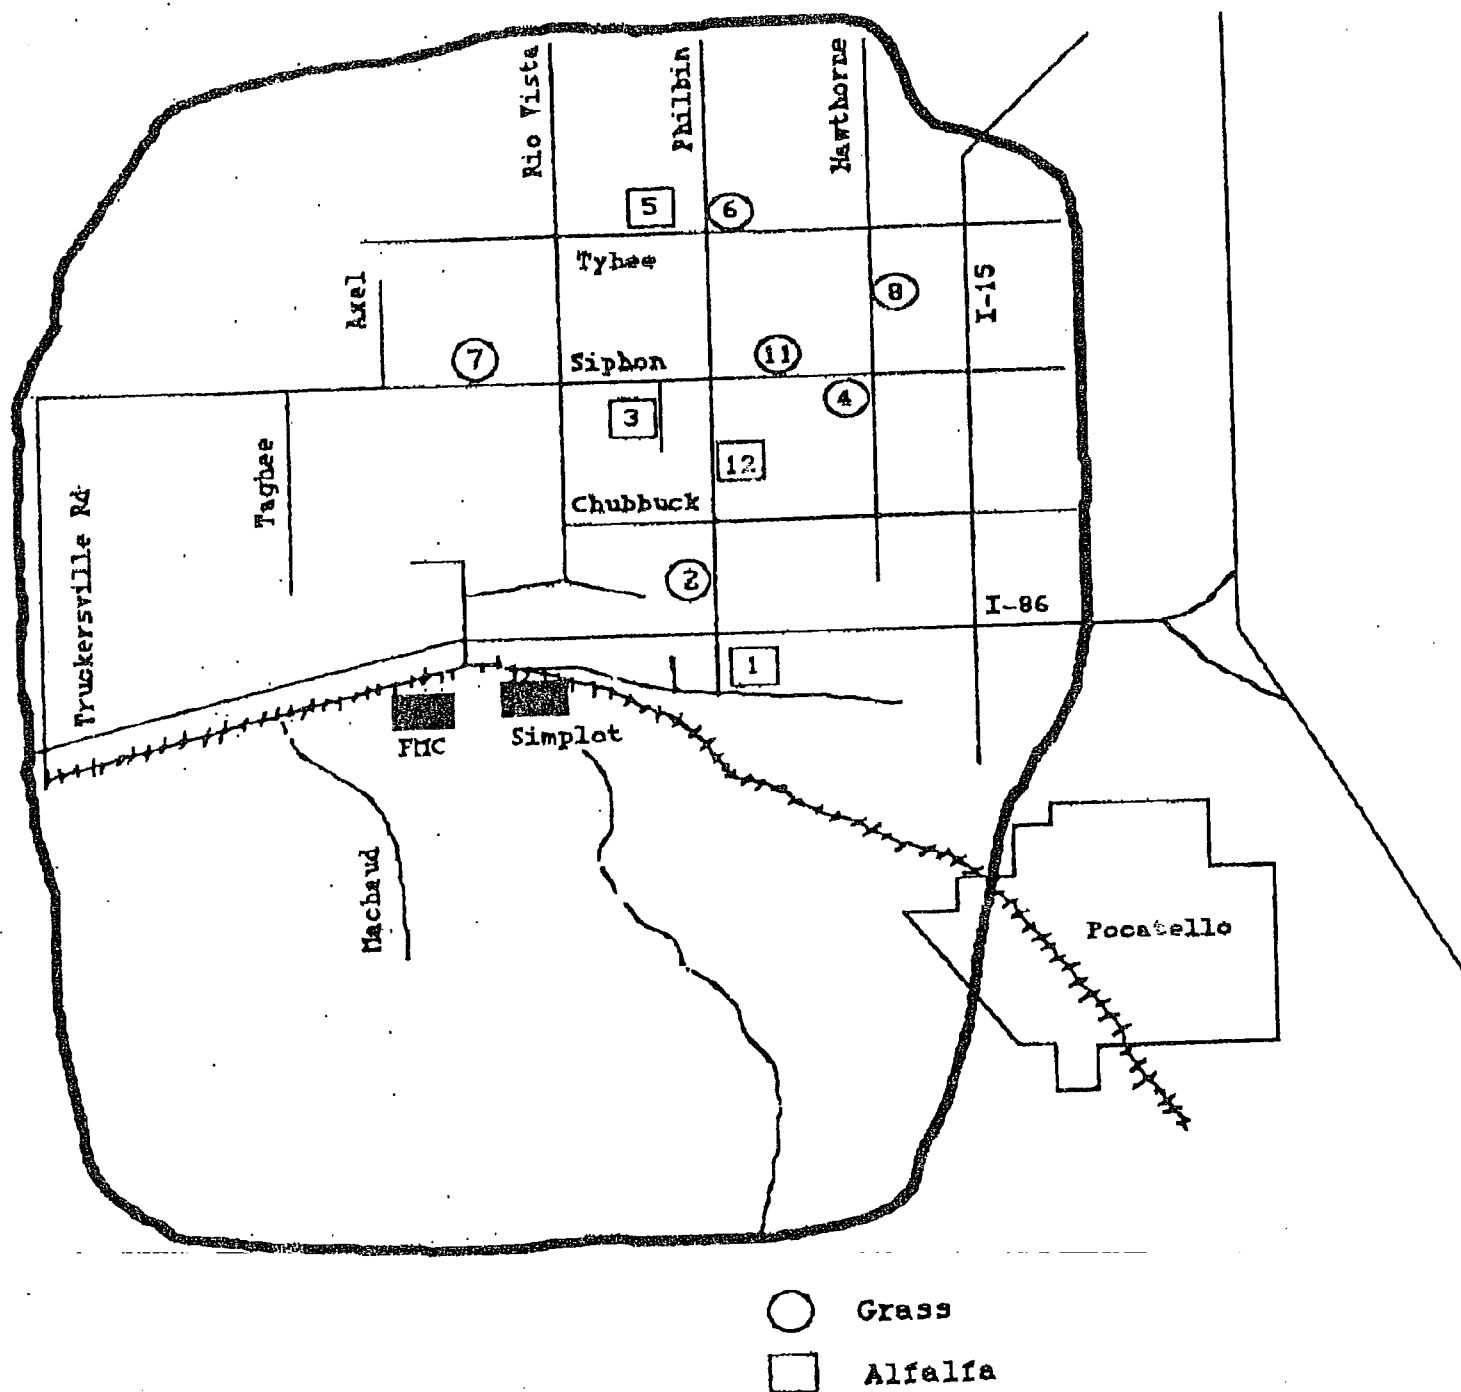 Rio Vista
Philbin
Hawthorne
5
6
Tyhee
Axel
8
I-15
7
Siphon
11
3
4
Taghee
12
Truckersville Rd
Chubbuck
2
I-86
1
FMC
Simplot
Machaud
Pocatello
Grass
Alfalfa